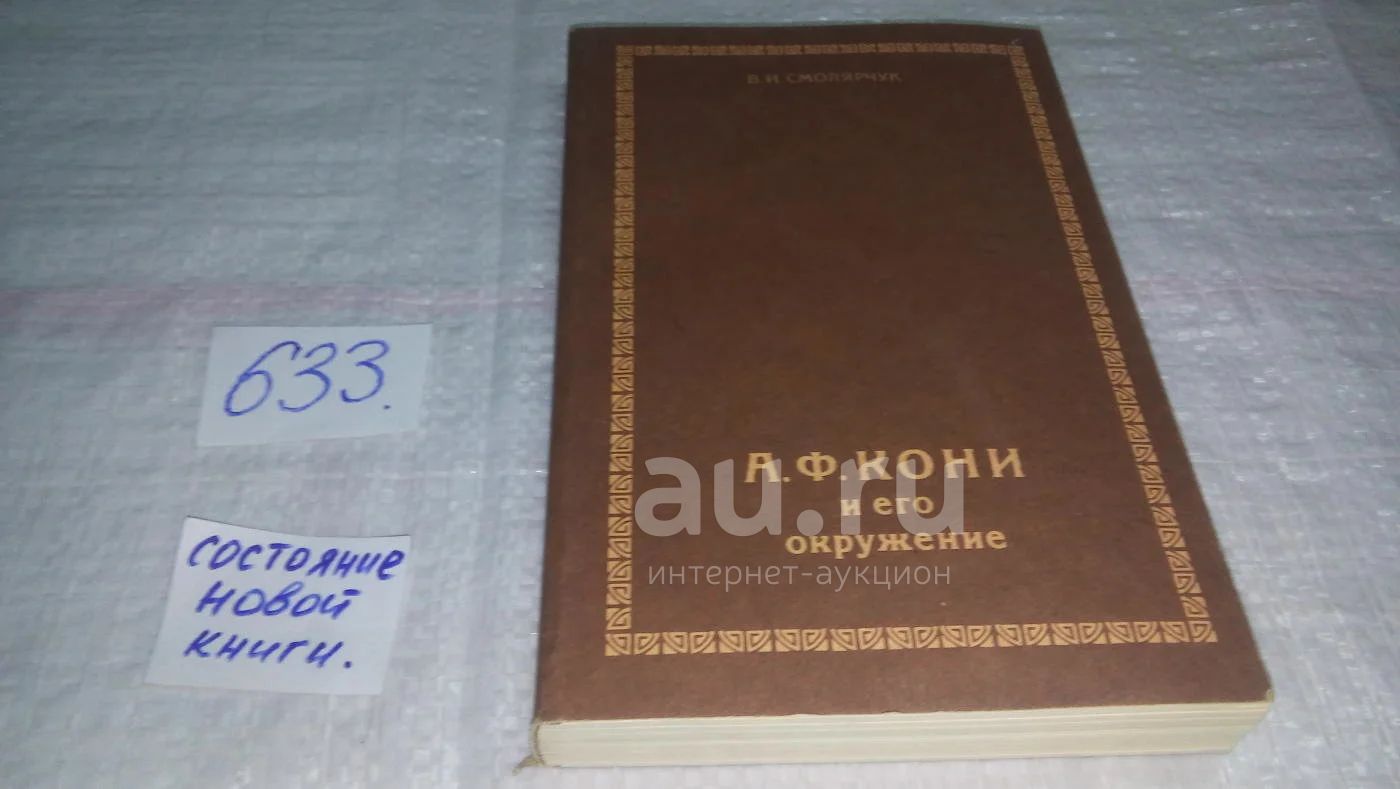 В.И.СМОЛЯРЧУК
633.
А.Ф.КОНИ
и его
окружение
au.ru
интернет-аукцион
состояние
новой
книги.